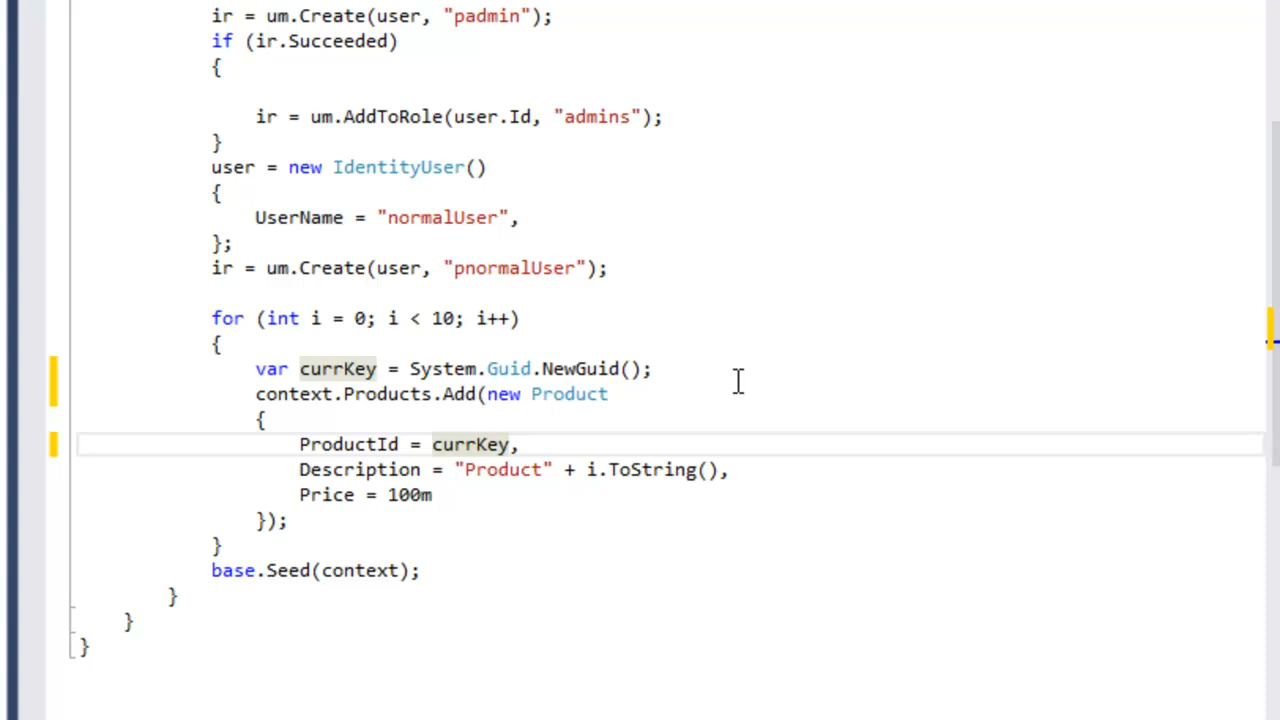 ir = um.Create(user, "padmin");
if (ir.Succeeded)
{
ir = um.AddToRole(user.Id, "admins");
}
user = new IdentityUser()
{
UserName = "normalUser",
};
ir = um.Create(user, "pnormalUser");
for (int i = 0; i < 10; i++)
{
var currKey = System.Guid.NewGuid();
context.Products.Add(new Product
{
ProductId = currKey,
Description = "Product" + i.ToString(),
Price = 100m
});
}
base.Seed(context);
}
}
}